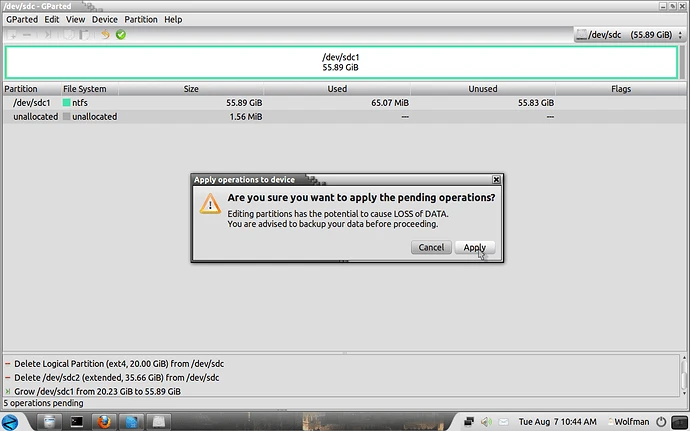 /dev/sdc - GParted
GParted Edit View Device Partition Help
/dev/sdc (55.89 GiB)
/dev/sdc1
55.89 GiB
Partition File System Size Used Unused Flags
/dev/sdc1 ntfs 55.89 GiB 65.07 MiB 55.83 GiB
unallocated unallocated 1.56 MiB --- ---
Apply operations to device
Are you sure you want to apply the pending operations?
Editing partitions has the potential to cause LOSS of DATA.
You are advised to backup your data before proceeding.
Cancel Apply
Delete Logical Partition (ext4, 20.00 GiB) from /dev/sdc
Delete /dev/sdc2 (extended, 35.66 GiB) from /dev/sdc
Grow /dev/sdc1 from 20.23 GiB to 55.89 GiB
5 operations pending
Tue Aug 7 10:44 AM Wolfman